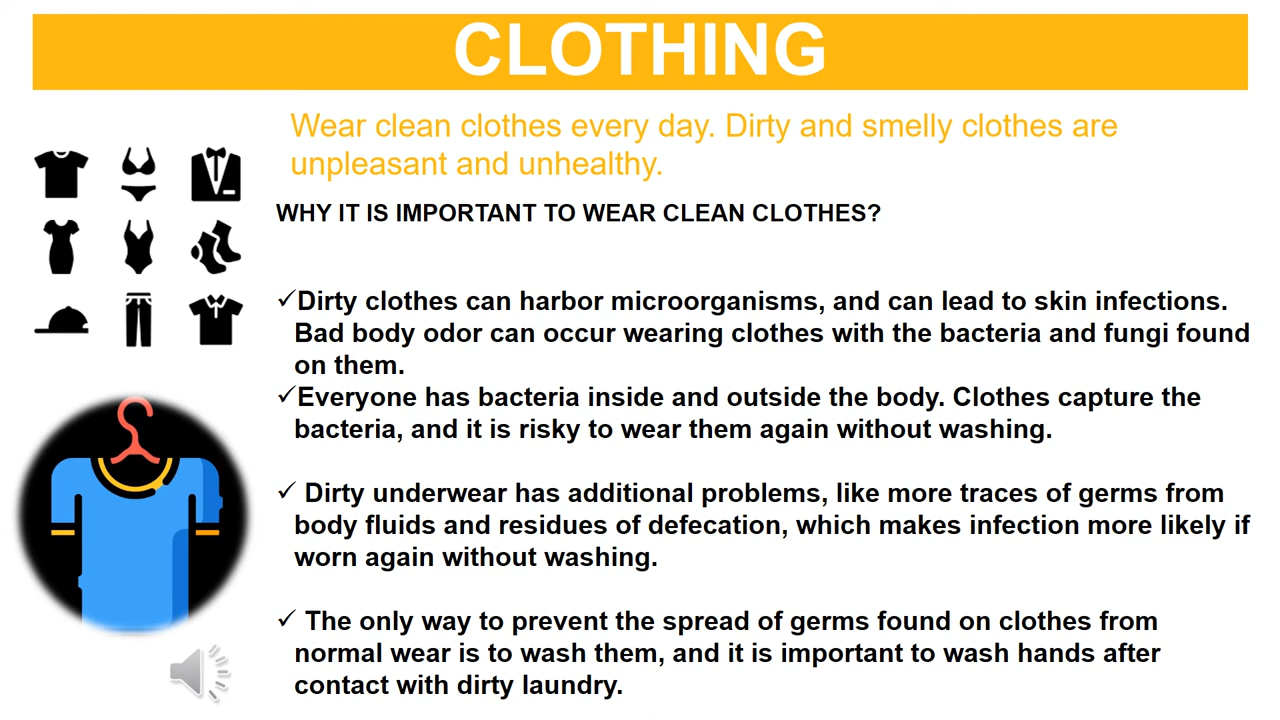 CLOTHING
Wear clean clothes every day. Dirty and smelly clothes are
unpleasant and unhealthy.
WHY IT IS IMPORTANT TO WEAR CLEAN CLOTHES?
✓Dirty clothes can harbor microorganisms, and can lead to skin infections.
Bad body odor can occur wearing clothes with the bacteria and fungi found
on them.
✓Everyone has bacteria inside and outside the body. Clothes capture the
bacteria, and it is risky to wear them again without washing.
✓ Dirty underwear has additional problems, like more traces of germs from
body fluids and residues of defecation, which makes infection more likely if
worn again without washing.
✓ The only way to prevent the spread of germs found on clothes from
normal wear is to wash them, and it is important to wash hands after
contact with dirty laundry.